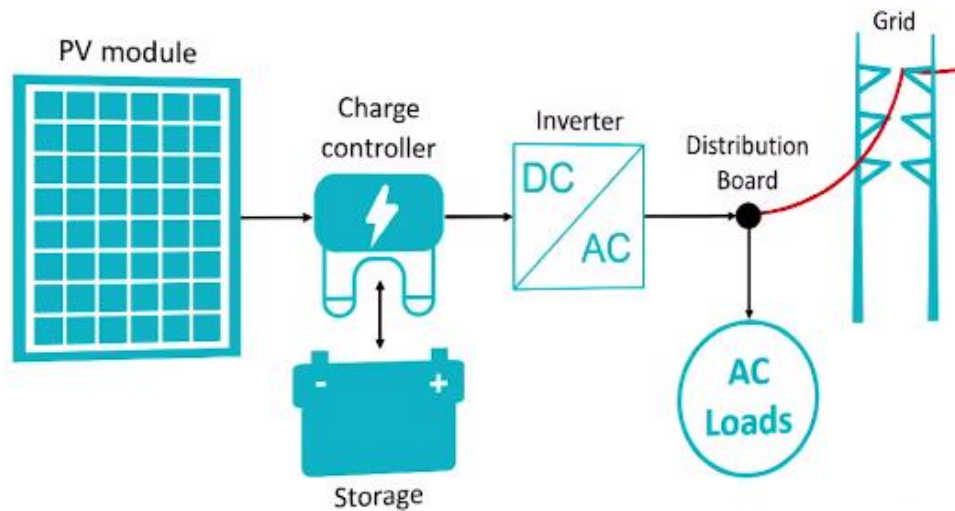 PV module
Charge
controller
Inverter
DC
AC
Distribution
Board
Grid
- +
Storage
AC
Loads